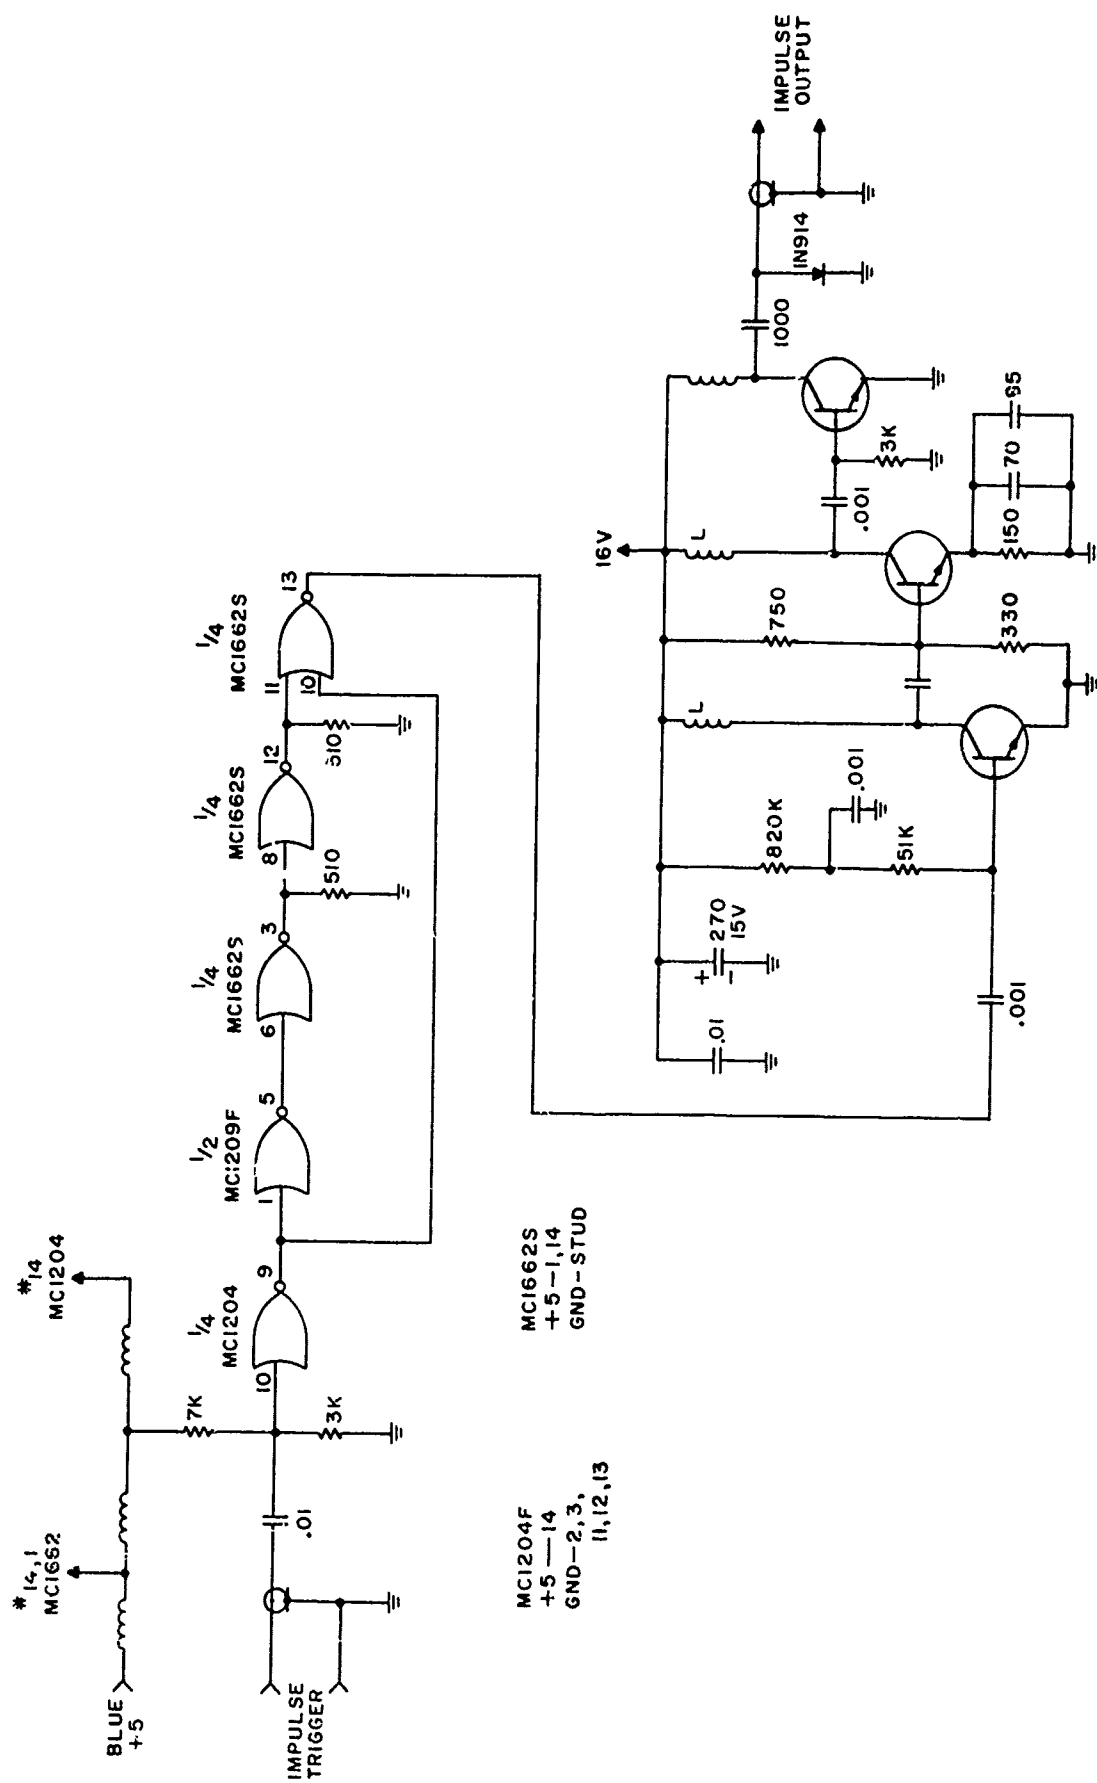 #14,1
MC1662
#14
MC1204
BLUE
+5
7K
3K
IMPULSE
TRIGGER
.01
10
1/4
MC1204
9
1
1/2
MC1209F
5
6
1/4
MC1662S
3
510
8
1/4
MC1662S
12
510
11
10
1/4
MC1662S
13
MC1204F
+5—14
GND-2,3,
11,12,13
MC1662S
+5-1,14
GND-STUD
16V
.01
+
-
270
15V
820K
.001
51K
.001
L
750
330
L
.001
3K
150
70
1000
1N914
IMPULSE
OUTPUT